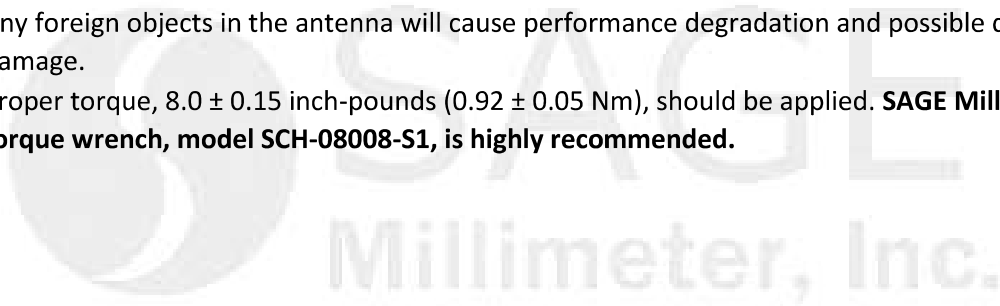 ny foreign objects in the antenna will cause performance degradation and possible
amage.
roper torque, 8.0 ± 0.15 inch-pounds (0.92 ± 0.05 Nm), should be applied. SAGE Mill
orque wrench, model SCH-08008-S1, is highly recommended.
SAGE
Millimeter, Inc.